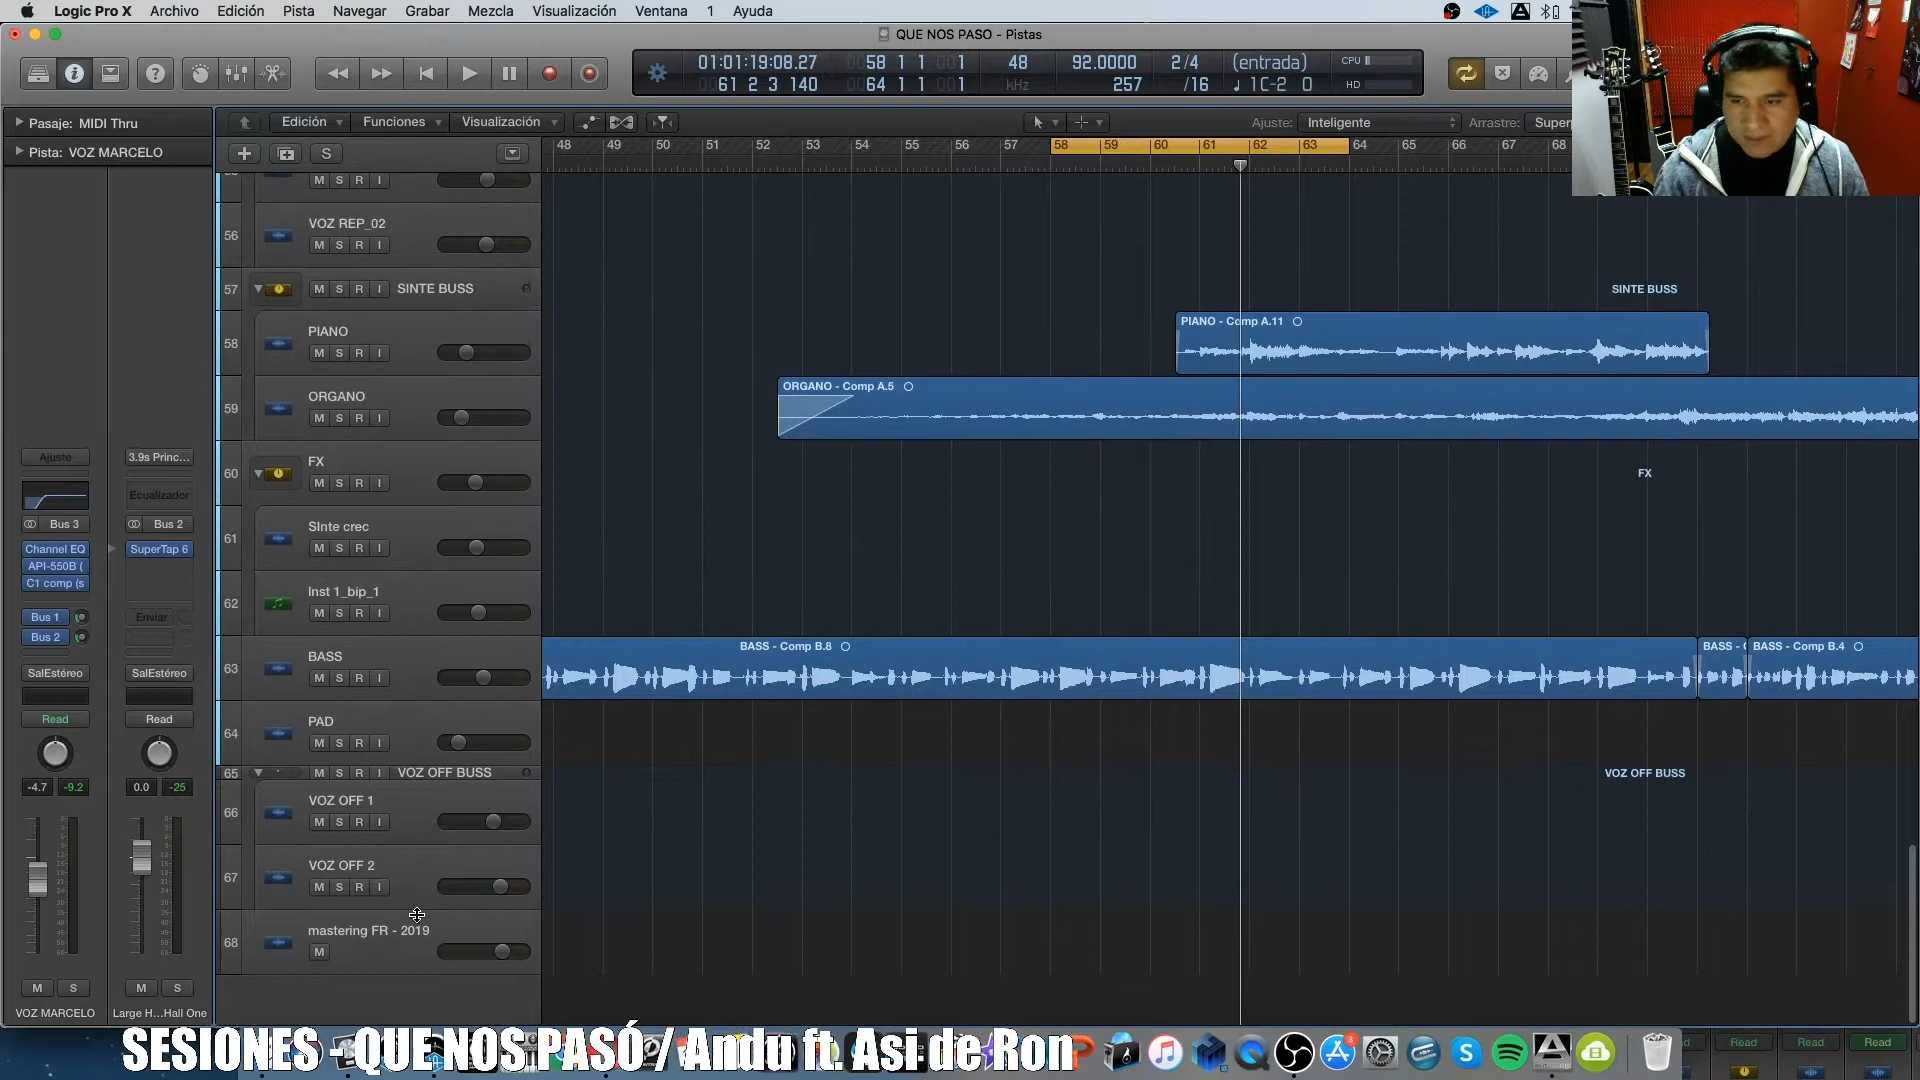 Logic Pro X Archivo Edición Pista Navegar Grabar Mezcla Visualización Ventana 1 Ayuda
QUE NOS PASO - Pistas
01:01:19:08.27 0058 1 1 001 48 92.0000 2/4 (entrada) CPU
0061 2 3 140 0064 1 1 001 kHz 257 /16 1C-2 0 HD
Pasaje: MIDI Thru
Edición Funciones Visualización
Ajuste: Inteligente Arrastre:
Pista: VOZ MARCELO
S
48 49 50 51 52 53 54 55 56 57 58 59 60 61 62 63 64 65 66 67 68
M S R I
56 VOZ REP_02
M S R I
57 M S R I SINTE BUSS
SINTE BUSS
58 PIANO
M S R I
PIANO - Comp A.11
59 ORGANO
M S R I
ORGANO - Comp A.5
60 FX
M S R I
FX
61 SInte crec
M S R I
62 Inst 1_bip_1
M S R I
63 BASS
M S R I
BASS - Comp B.8
BASS - Comp B.4
64 PAD
M S R I
65 M S R I VOZ OFF BUSS
VOZ OFF BUSS
66 VOZ OFF 1
M S R I
67 VOZ OFF 2
M S R I
68 mastering FR - 2019
M
Ajuste 3.9s Princ...
Ecualizador
Bus 3 Bus 2
Channel EQ SuperTap 6
API-550B (
C1 comp (s
Bus 1 Enviar
Bus 2
SalEstéreo SalEstéreo
Read Read
-4.7 -9.2 0.0 -25
M S M S
VOZ MARCELO Large H...Hall One
SESIONES - QUE NOS PASÓ / Andu ft. Asi de Ron
Read Read Read